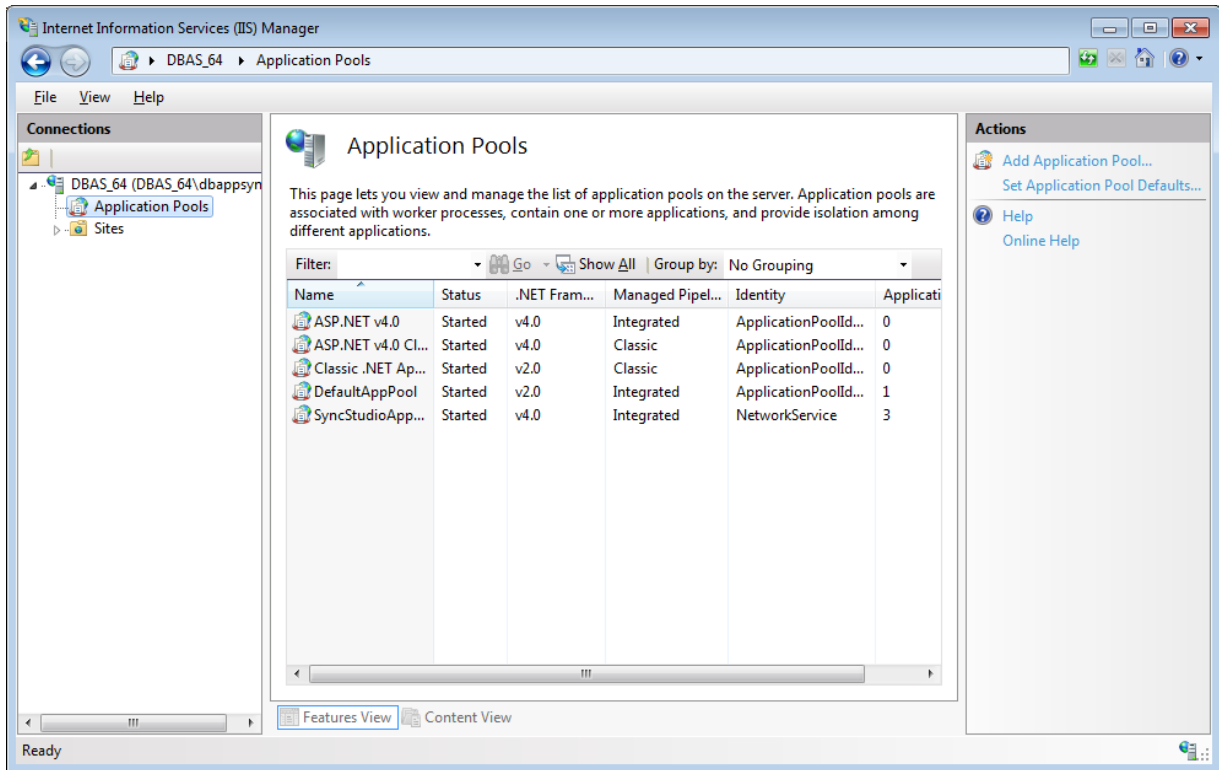 Internet Information Services (IIS) Manager
DBAS_64 Application Pools
File View Help
Connections
DBAS_64 (DBAS_64\dbappsyn
Application Pools
Sites
Application Pools
This page lets you view and manage the list of application pools on the server. Application pools are
associated with worker processes, contain one or more applications, and provide isolation among
different applications.
Filter: Go Show All Group by: No Grouping
Name Status .NET Fram... Managed Pipel... Identity Applicati
ASP.NET v4.0 Started v4.0 Integrated ApplicationPoolId... 0
ASP.NET v4.0 Cl... Started v4.0 Classic ApplicationPoolId... 0
Classic .NET Ap... Started v2.0 Classic ApplicationPoolId... 0
DefaultAppPool Started v2.0 Integrated ApplicationPoolId... 1
SyncStudioApp... Started v4.0 Integrated NetworkService 3
Features View Content View
Actions
Add Application Pool...
Set Application Pool Defaults...
Help
Online Help
Ready